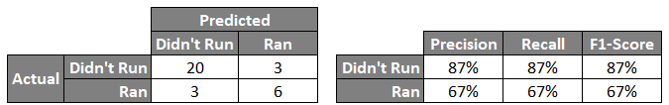 Predicted
Didn't Run Ran
Actual Didn't Run 20 3
Ran 3 6
Precision Recall F1-Score
Didn't Run 87% 87% 87%
Ran 67% 67% 67%